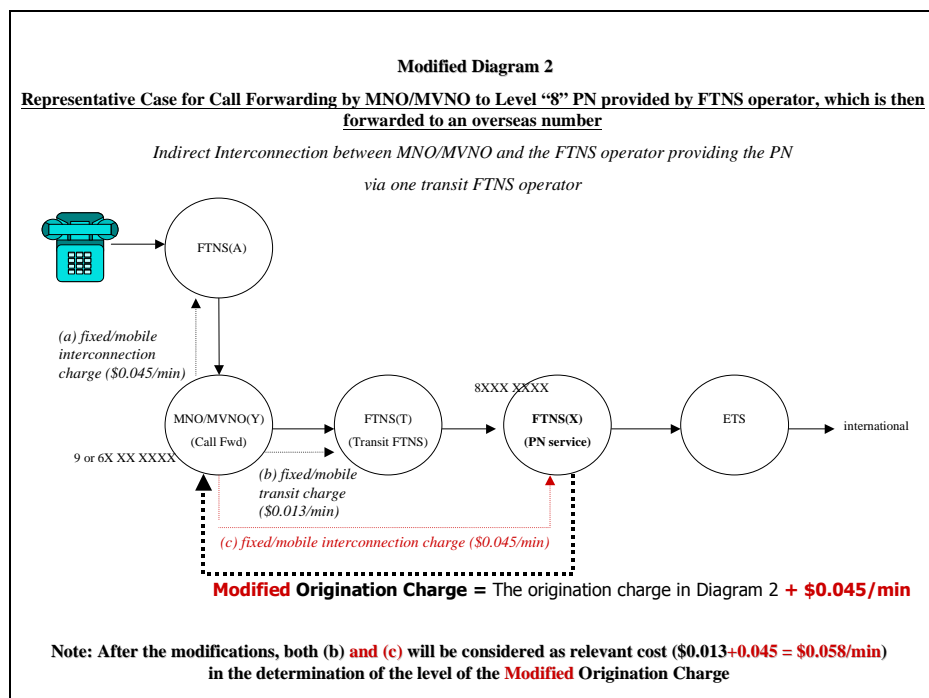 Modified Diagram 2
Representative Case for Call Forwarding by MNO/MVNO to Level “8” PN provided by FTNS operator, which is then
forwarded to an overseas number
Indirect Interconnection between MNO/MVNO and the FTNS operator providing the PN
via one transit FTNS operator
FTNS(A)
(a) fixed/mobile
interconnection
charge ($0.045/min)
8XXX XXXX
MNO/MVNO(Y)
(Call Fwd)
FTNS(T)
(Transit FTNS)
FTNS(X)
(PN service)
ETS
international
9 or 6X XX XXXX
(b) fixed/mobile
transit charge
($0.013/min)
(c) fixed/mobile interconnection charge ($0.045/min)
Modified Origination Charge = The origination charge in Diagram 2 + $0.045/min
Note: After the modifications, both (b) and (c) will be considered as relevant cost ($0.013+0.045 = $0.058/min)
in the determination of the level of the Modified Origination Charge